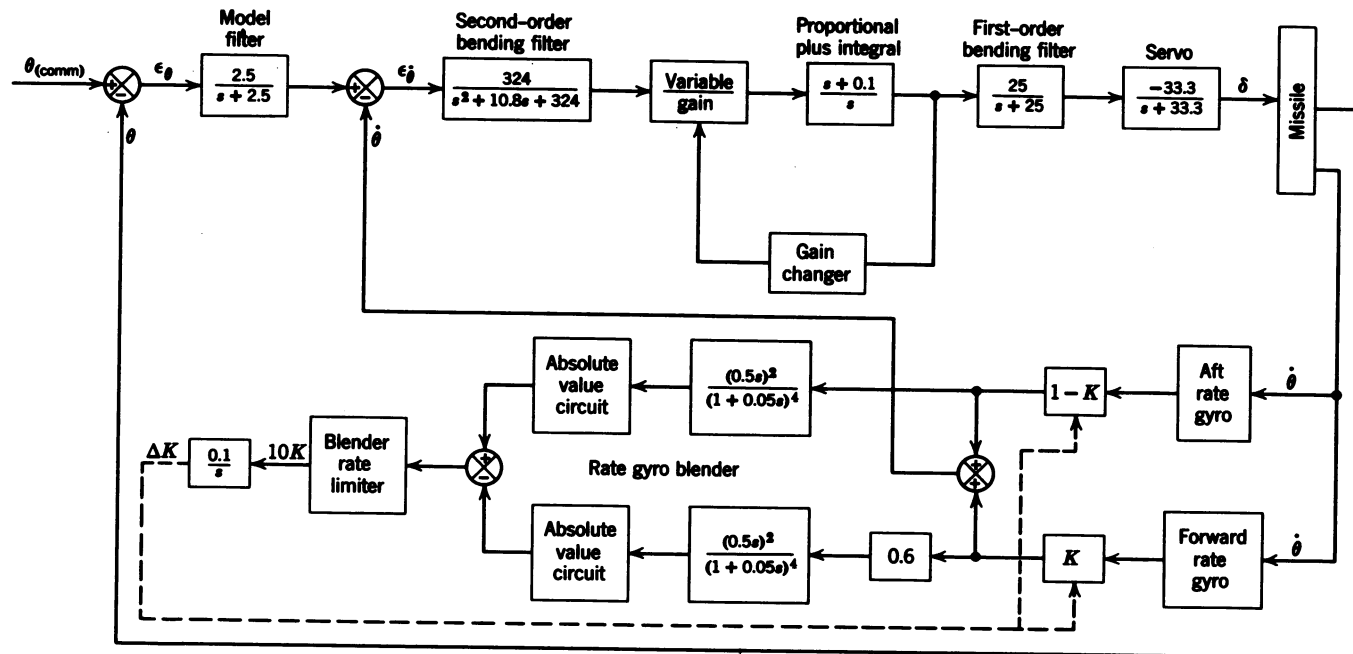 Model
filter
Second-order
bending filter
Proportional
plus integral
First-order
bending filter
Servo
θ(comm)
+
−
ϵθ
2.5
s + 2.5
+
−
ϵθ̇
324
s² + 10.8s + 324
Variable
gain
s + 0.1
s
25
s + 25
−33.3
s + 33.3
δ
Missile
θ
θ̇
Gain
changer
Absolute
value
circuit
(0.5s)²
(1 + 0.05s)⁴
1 − K
Aft
rate
gyro
θ̇
ΔK
0.1
s
10K
Blender
rate
limiter
+
−
Rate gyro blender
+
+
Absolute
value
circuit
(0.5s)²
(1 + 0.05s)⁴
0.6
K
Forward
rate
gyro
θ̇